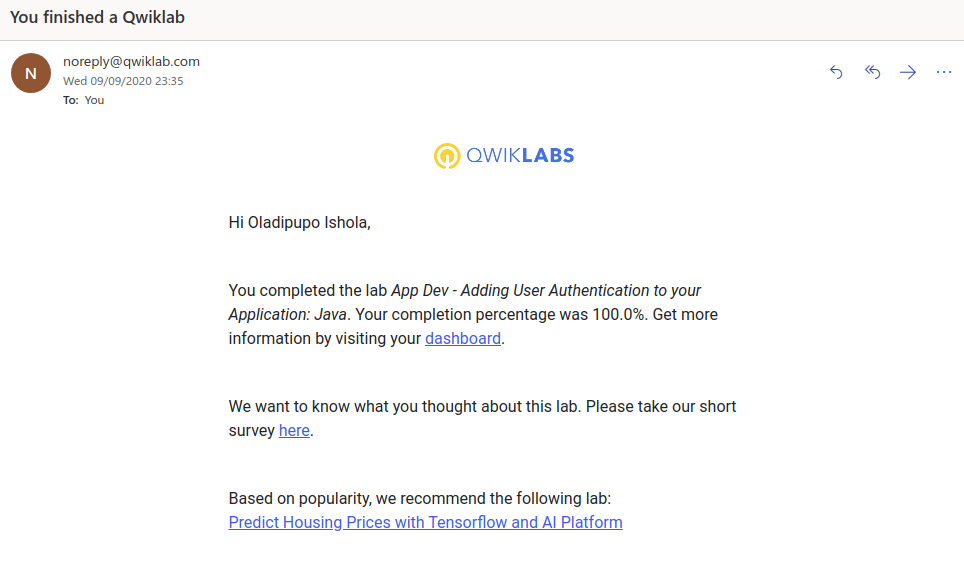 You finished a Qwiklab
N
noreply@qwiklab.com
Wed 09/09/2020 23:35
To: You
QWIKLABS
Hi Oladipupo Ishola,
You completed the lab App Dev - Adding User Authentication to your
Application: Java. Your completion percentage was 100.0%. Get more
information by visiting your dashboard.
We want to know what you thought about this lab. Please take our short
survey here.
Based on popularity, we recommend the following lab:
Predict Housing Prices with Tensorflow and AI Platform